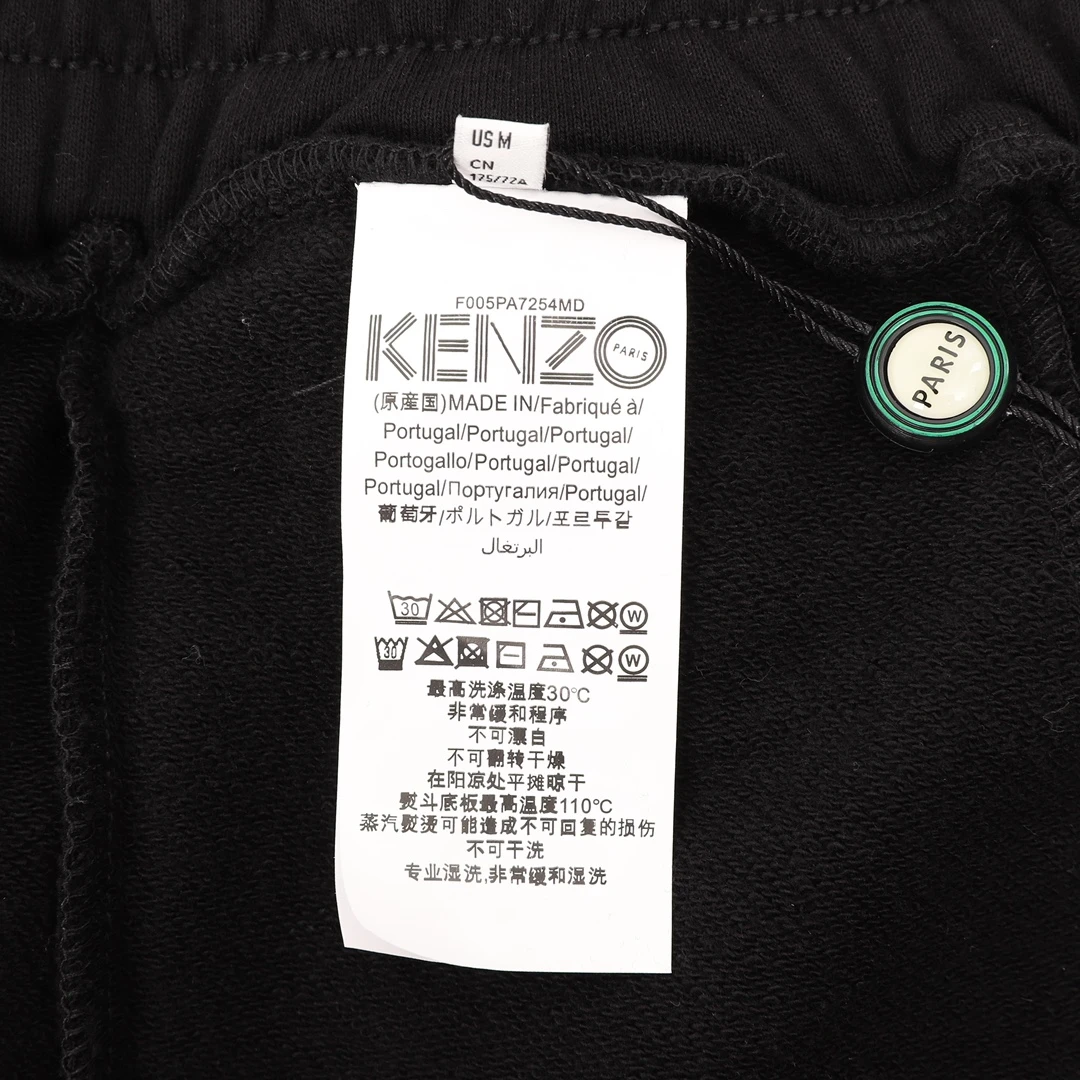 US M
CN
175/72A
F005PA7254MD
KENZO
PARIS
(原産国)MADE IN/Fabriqué à/
Portugal/Portugal/Portugal/
Portogallo/Portugal/Portugal/
Portugal/Португалия/Portugal/
葡萄牙/ポルトガル/포르투갈
البرتغال
30 W
30 W
最高洗涤温度30℃
非常缓和程序
不可漂白
不可翻转干燥
在阳凉处平摊晾干
熨斗底板最高温度110℃
蒸汽熨烫可能造成不可回复的损伤
不可干洗
专业湿洗,非常缓和湿洗
PARIS